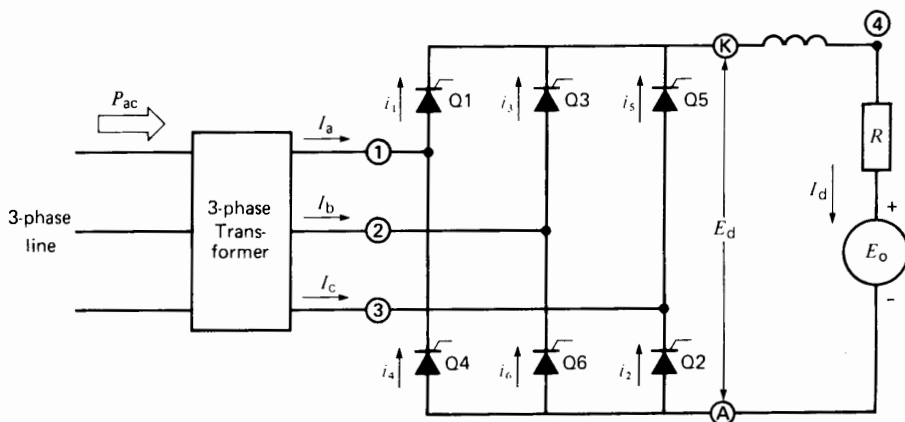 P_ac
3-phase
line
3-phase
Trans-
former
I_a
I_b
I_c
1
2
3
i_1
Q1
i_3
Q3
i_5
Q5
i_4
Q4
i_6
Q6
i_2
Q2
K
A
E_d
4
R
I_d
+
E_o
-